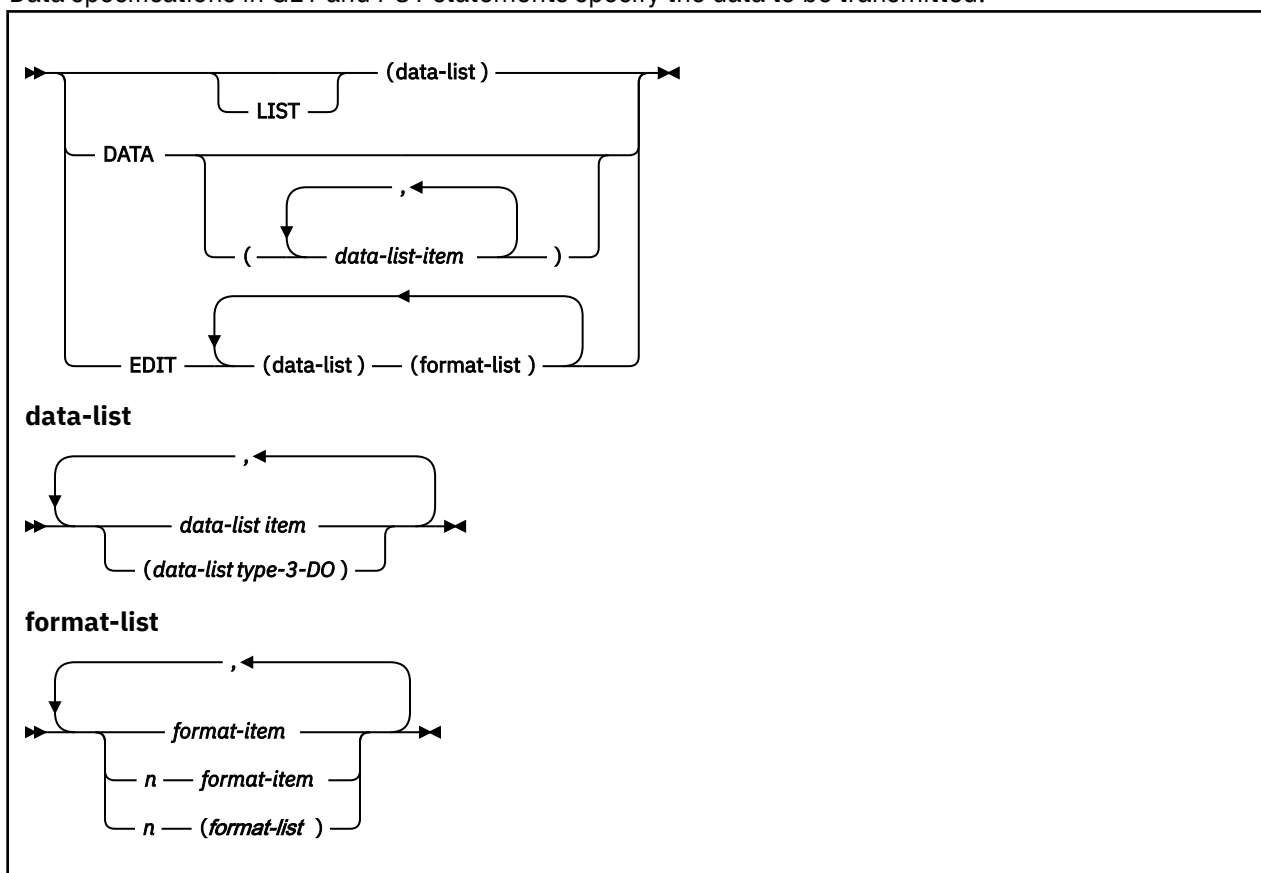 Data specifications in GET and PUT statements specify the data to be transmitted.
(data-list )
LIST
DATA
,
( data-list-item )
EDIT (data-list ) (format-list )
data-list
,
data-list item
(data-list type-3-DO )
format-list
,
format-item
n format-item
n (format-list )